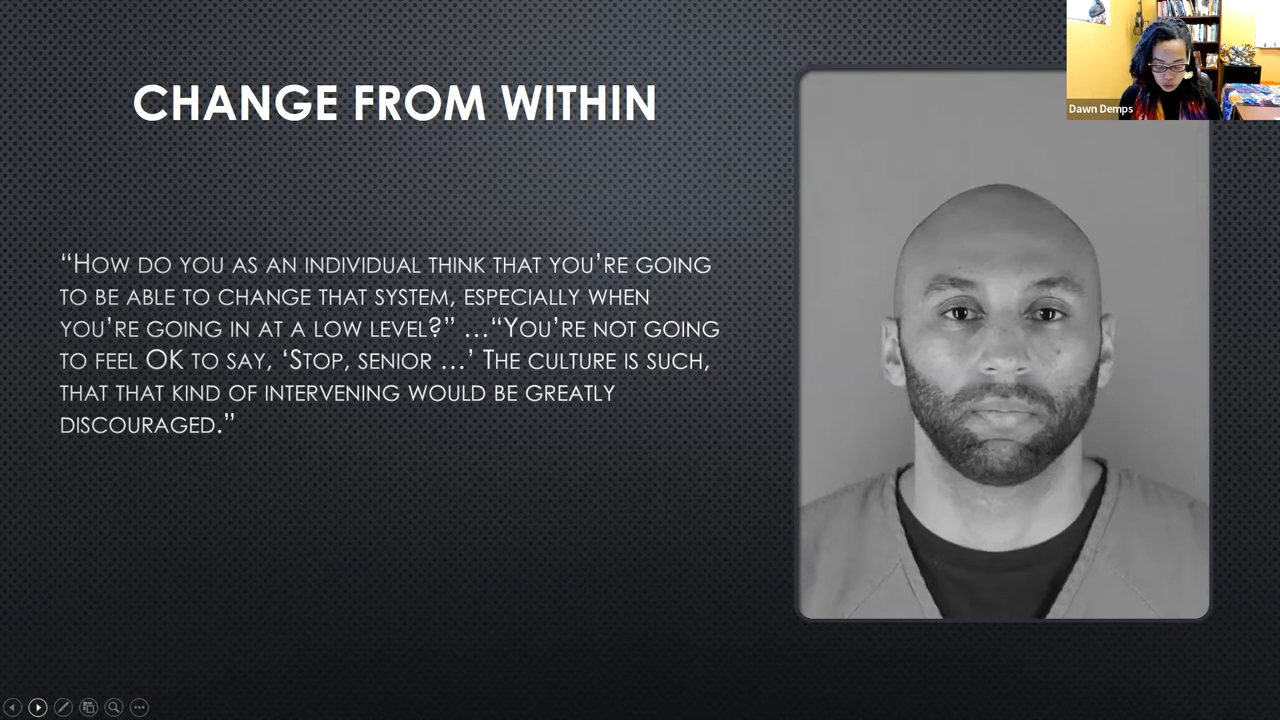 CHANGE FROM WITHIN
Dawn Demps
“HOW DO YOU AS AN INDIVIDUAL THINK THAT YOU’RE GOING
TO BE ABLE TO CHANGE THAT SYSTEM, ESPECIALLY WHEN
YOU’RE GOING IN AT A LOW LEVEL?” …“YOU’RE NOT GOING
TO FEEL OK TO SAY, ‘STOP, SENIOR …’ THE CULTURE IS SUCH,
THAT THAT KIND OF INTERVENING WOULD BE GREATLY
DISCOURAGED.”